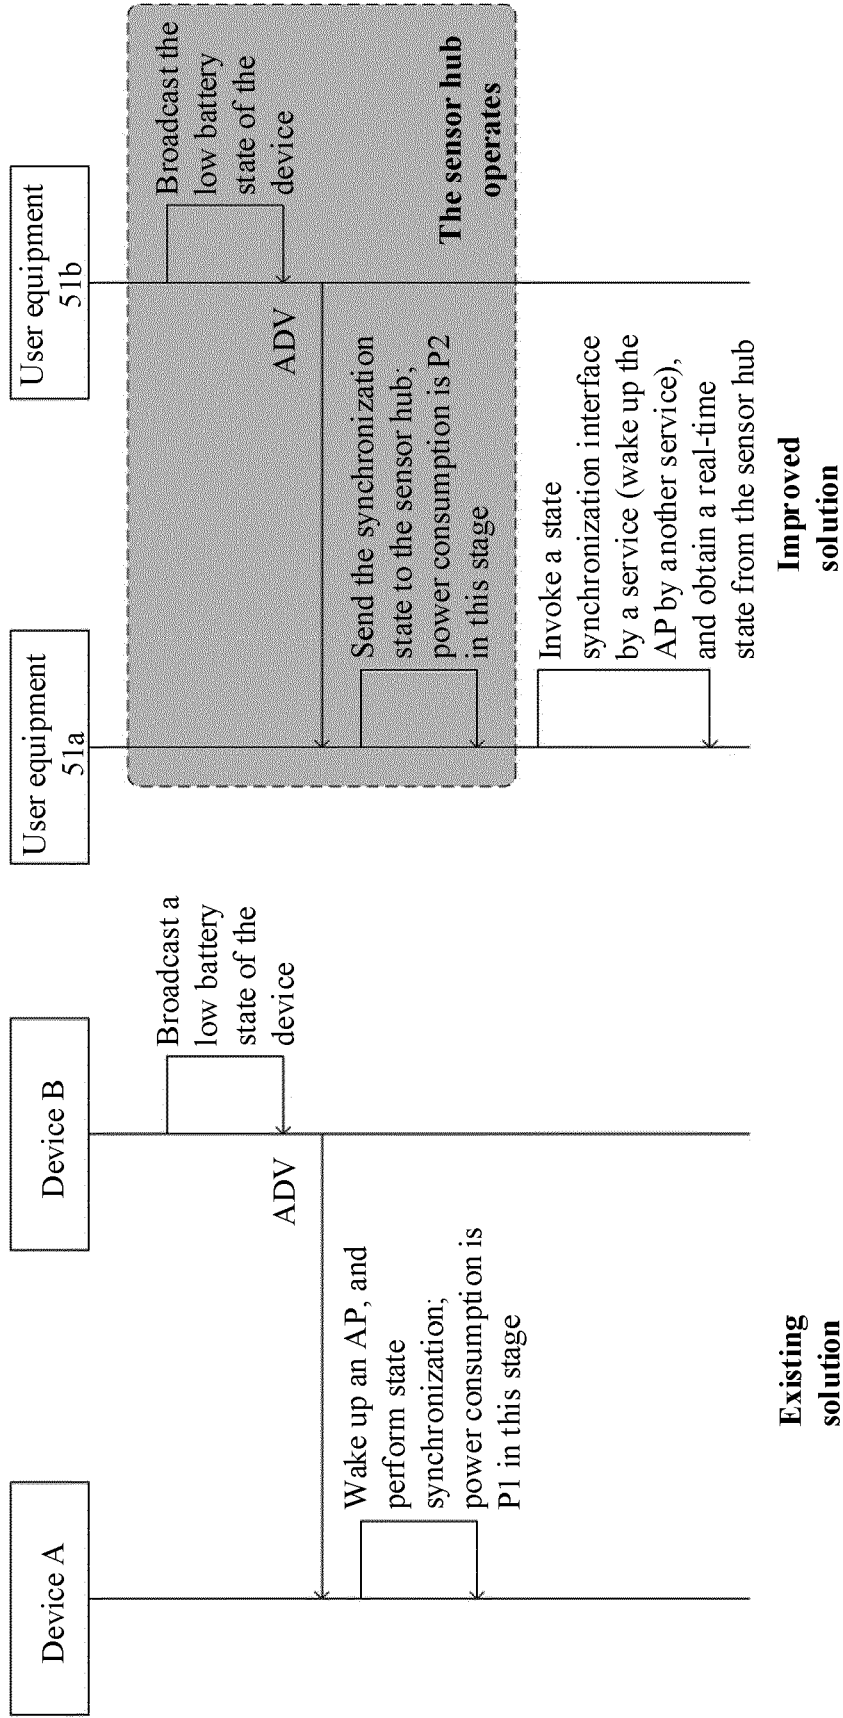 Device A
Device B
Broadcast a
low battery
state of the
device
ADV
Wake up an AP, and
perform state
synchronization;
power consumption is
P1 in this stage
Existing
solution
User equipment
51a
User equipment
51b
Broadcast the
low battery
state of the
device
ADV
Send the synchronization
state to the sensor hub;
power consumption is P2
in this stage
The sensor hub
operates
Invoke a state
synchronization interface
by a service (wake up the
AP by another service),
and obtain a real-time
state from the sensor hub
Improved
solution